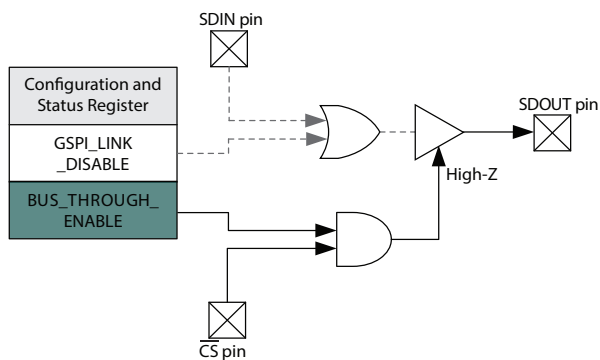 SDIN pin
Configuration and
Status Register
GSPI_LINK
_DISABLE
BUS_THROUGH_
ENABLE
SDOUT pin
High-Z
CS pin